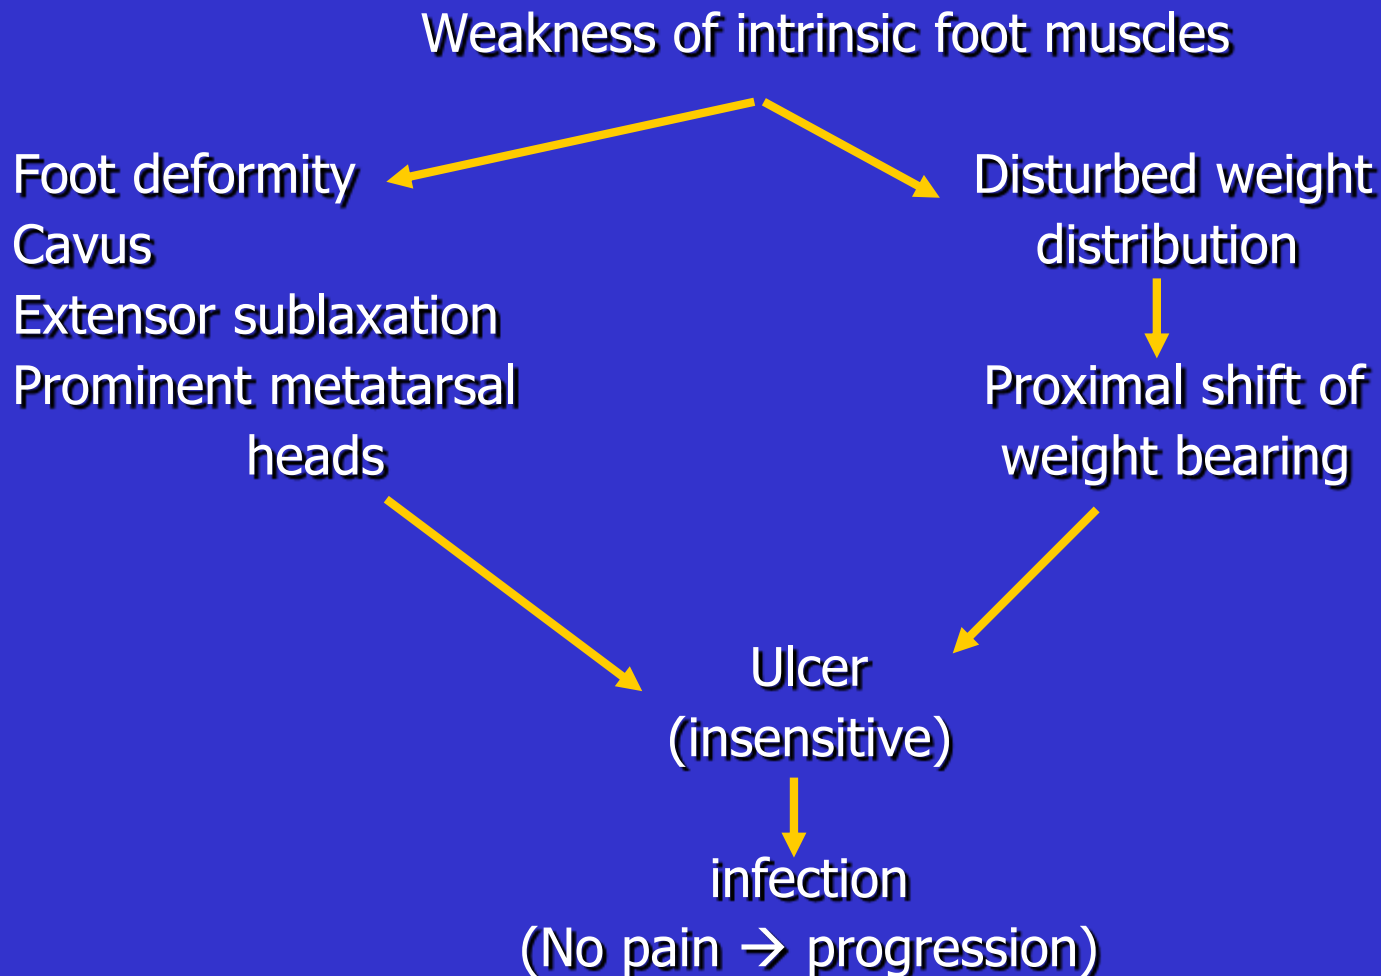 Weakness of intrinsic foot muscles
Foot deformity
Cavus
Extensor sublaxation
Prominent metatarsal
heads
Disturbed weight
distribution
Proximal shift of
weight bearing
Ulcer
(insensitive)
infection
(No pain → progression)